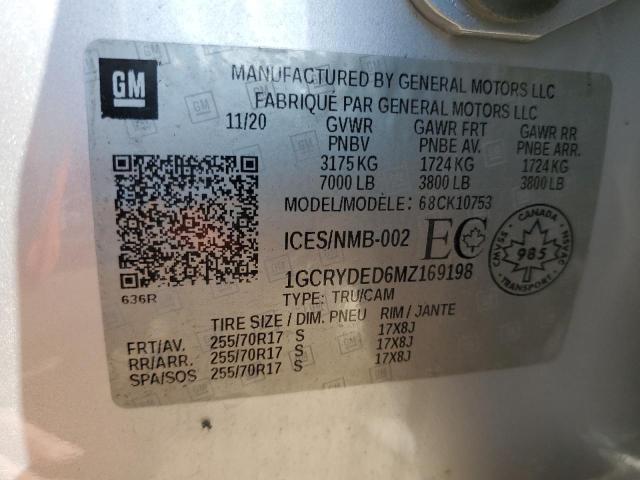 GM
MANUFACTURED BY GENERAL MOTORS LLC
FABRIQUÉ PAR GENERAL MOTORS LLC
11/20 GVWR GAWR FRT GAWR RR
PNBV PNBE AV. PNBE ARR.
3175 KG 1724 KG 1724 KG
7000 LB 3800 LB 3800 LB
MODEL/MODÈLE: 68CK10753
ICES/NMB-002 EC
CANADA
CMVSS 985 NSVAC
1GCRYDED6MZ169198
636R
TYPE: TRU/CAM
TIRE SIZE / DIM. PNEU RIM / JANTE
FRT/AV. 255/70R17 S 17X8J
RR/ARR. 255/70R17 S 17X8J
SPA/SOS 255/70R17 S 17X8J